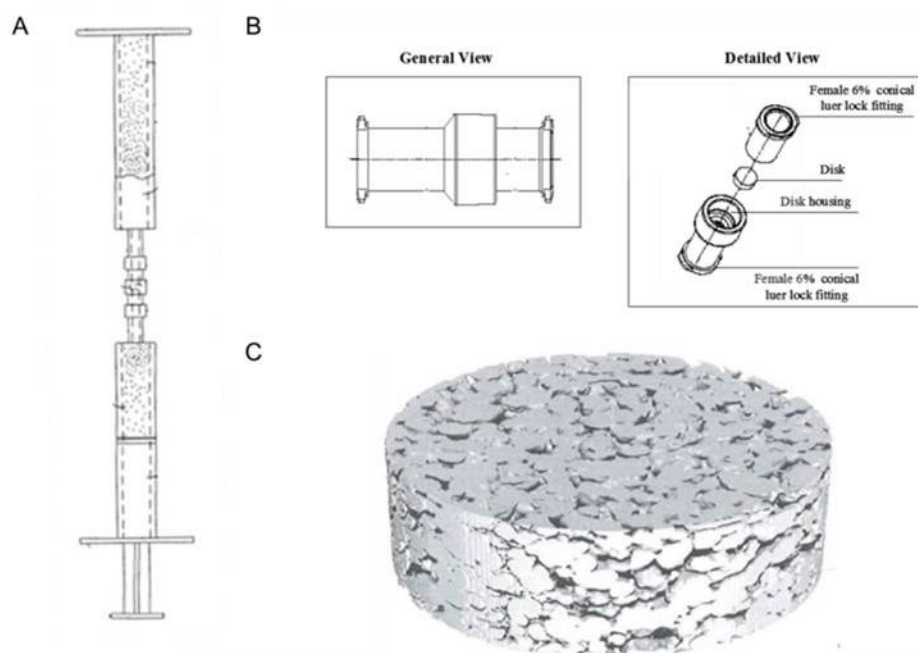 A
B
General View
Detailed View
Female 6% conical
luer lock fitting
Disk
Disk housing
Female 6% conical
luer lock fitting
C